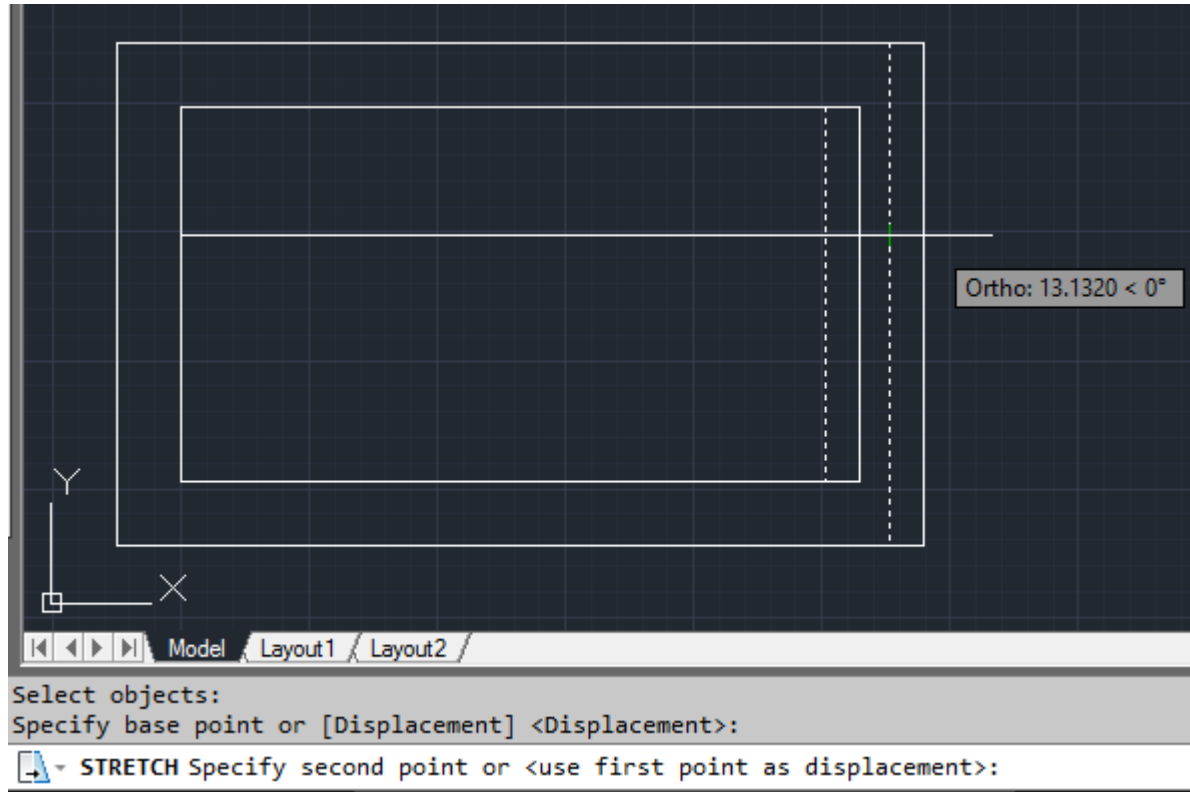 Ortho: 13.1320 < 0°
Y
X
Model Layout1 Layout2
Select objects:
Specify base point or [Displacement] <Displacement>:
STRETCH Specify second point or <use first point as displacement>: